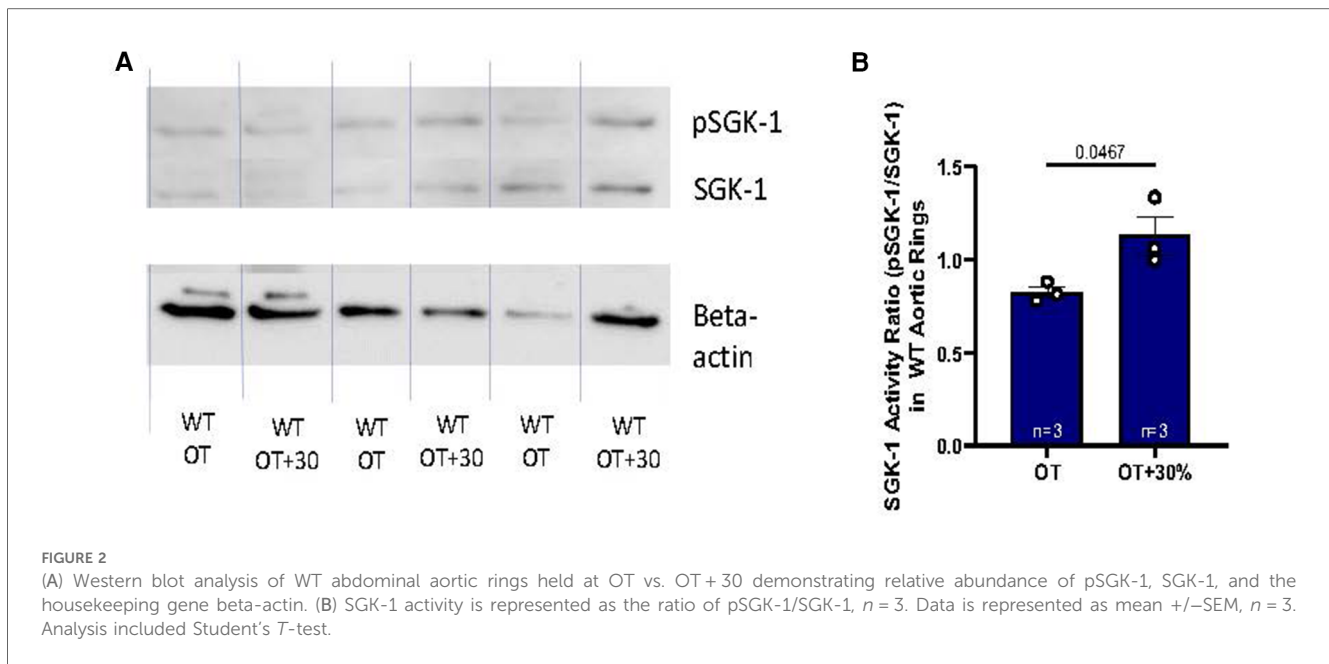 A
pSGK-1
SGK-1
Beta-
actin
WT
OT
WT
OT+30
WT
OT
WT
OT+30
WT
OT
WT
OT+30
B
SGK-1 Activity Ratio (pSGK-1/SGK-1)
in WT Aortic Rings
0.0467
1.5
1.0
0.5
0.0
n=3
n=3
OT
OT+30%
FIGURE 2
(A) Western blot analysis of WT abdominal aortic rings held at OT vs. OT + 30 demonstrating relative abundance of pSGK-1, SGK-1, and the
housekeeping gene beta-actin. (B) SGK-1 activity is represented as the ratio of pSGK-1/SGK-1, n = 3. Data is represented as mean +/−SEM, n = 3.
Analysis included Student's T-test.